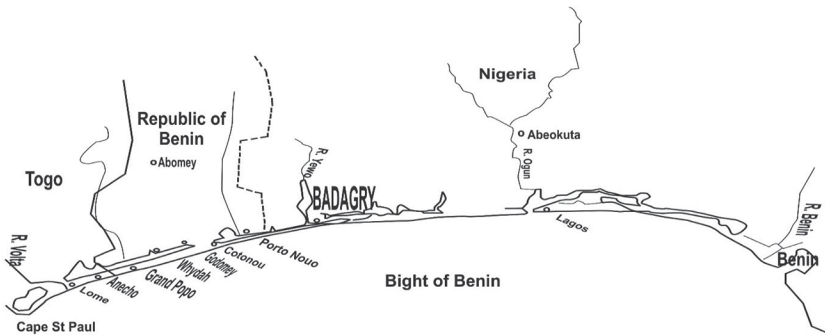 Nigeria
Republic of
Benin
Abeokuta
Abomey
R. Yewa
R. Ogun
Togo
BADAGRY
R. Benin
Lagos
R. Volta
Porto Nouo
Cotonou
Godomey
Whydah
Grand Popo
Anecho
Lome
Benin
Bight of Benin
Cape St Paul